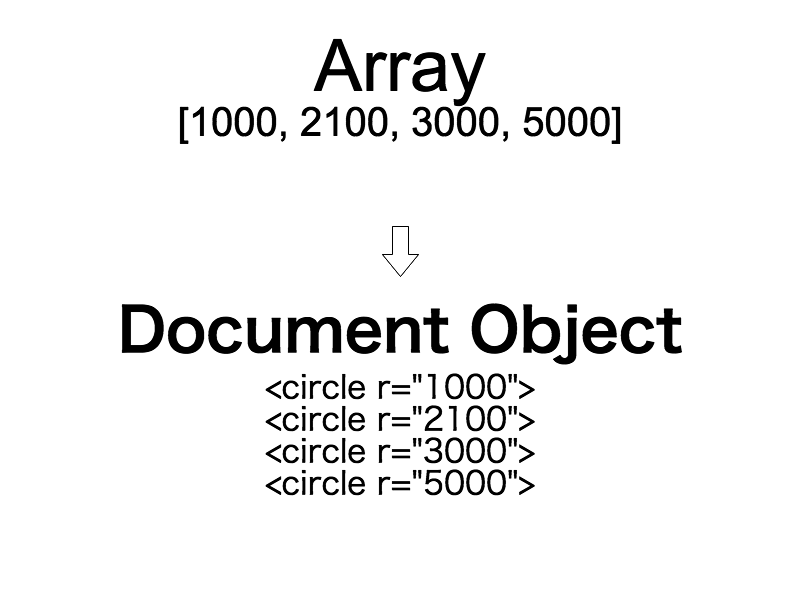 Array
[1000, 2100, 3000, 5000]
Document Object
<circle r="1000">
<circle r="2100">
<circle r="3000">
<circle r="5000">